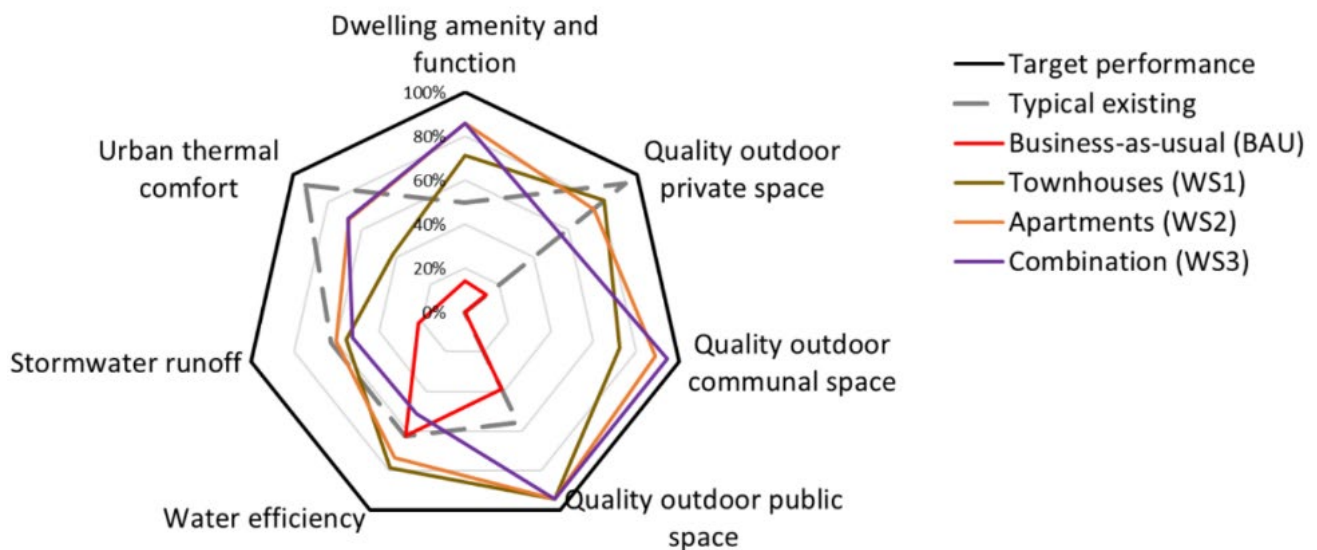 Dwelling amenity and
function
100%
80%
60%
40%
20%
0%
Quality outdoor
private space
Quality outdoor
communal space
Quality outdoor public
space
Water efficiency
Stormwater runoff
Urban thermal
comfort
Target performance
Typical existing
Business-as-usual (BAU)
Townhouses (WS1)
Apartments (WS2)
Combination (WS3)